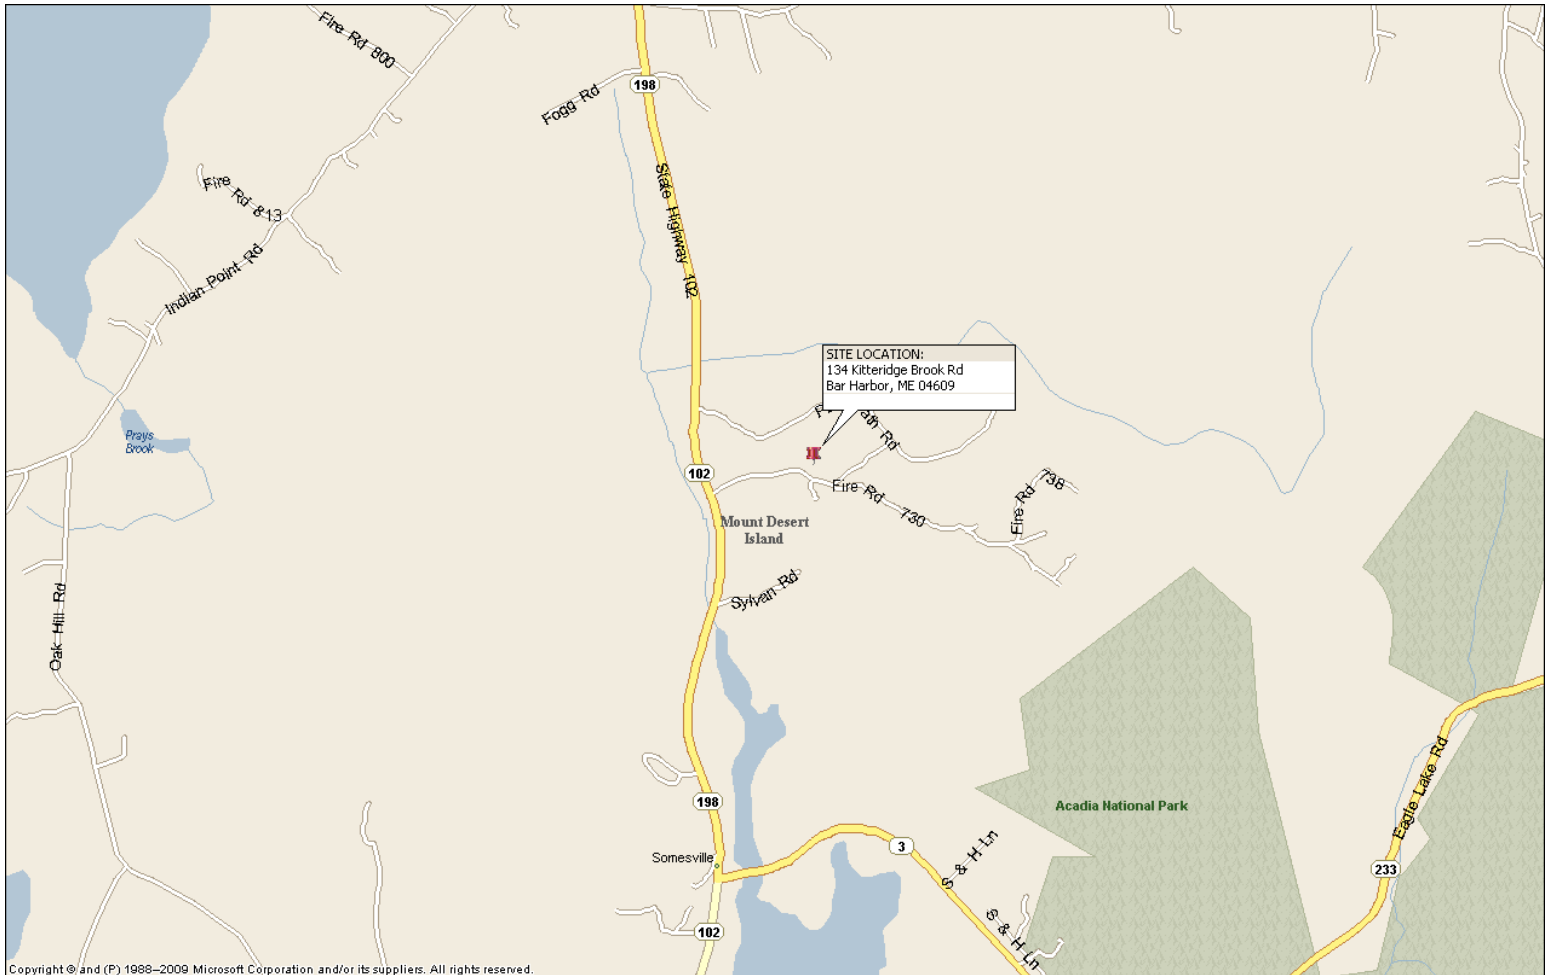 Fire Rd 800
198
Fogg Rd
State Highway 102
Fire Rd 813
Indian Point Rd
SITE LOCATION:
134 Kitteridge Brook Rd
Bar Harbor, ME 04609
Rd
Prays
Brook
102
Fire Rd 730
Fire Rd 738
Mount Desert
Island
Sylvan Rd
Oak Hill Rd
198
Acadia National Park
Eagle Lake Rd
Somesville
3
S & H Ln
233
S & H Ln
102
Copyright © and (P) 1988–2009 Microsoft Corporation and/or its suppliers. All rights reserved.